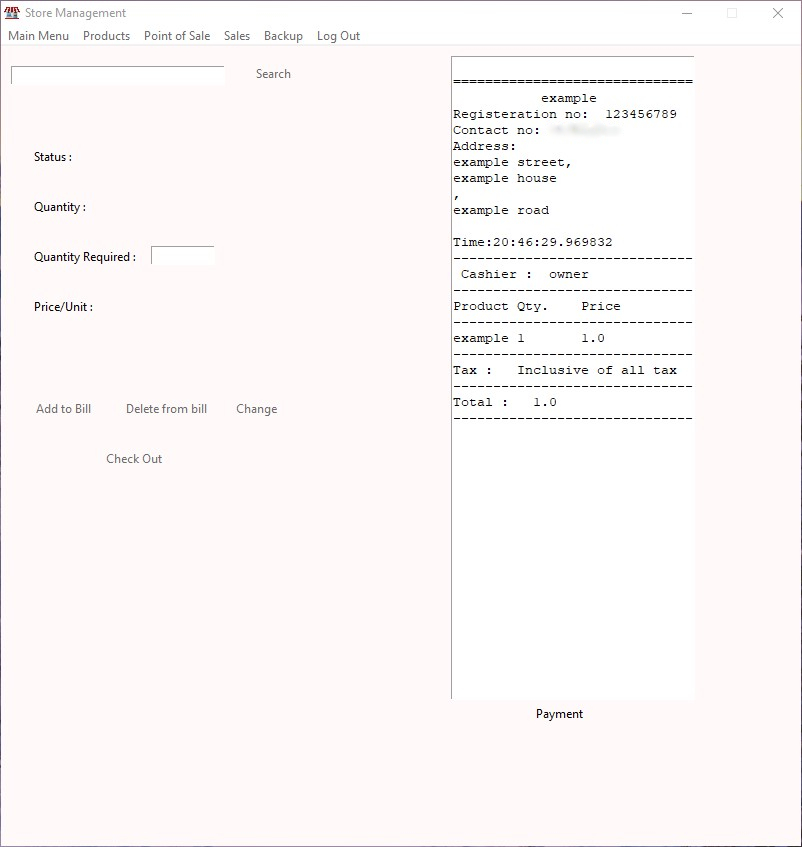 Store Management
Main Menu Products Point of Sale Sales Backup Log Out
Search
Status :
Quantity :
Quantity Required :
Price/Unit :
Add to Bill Delete from bill Change
Check Out
==============================
example
Registeration no: 123456789
Contact no:
Address:
example street,
example house
,
example road
Time:20:46:29.969832
------------------------------
Cashier : owner
------------------------------
Product Qty. Price
------------------------------
example 1 1.0
------------------------------
Tax : Inclusive of all tax
------------------------------
Total : 1.0
------------------------------
Payment